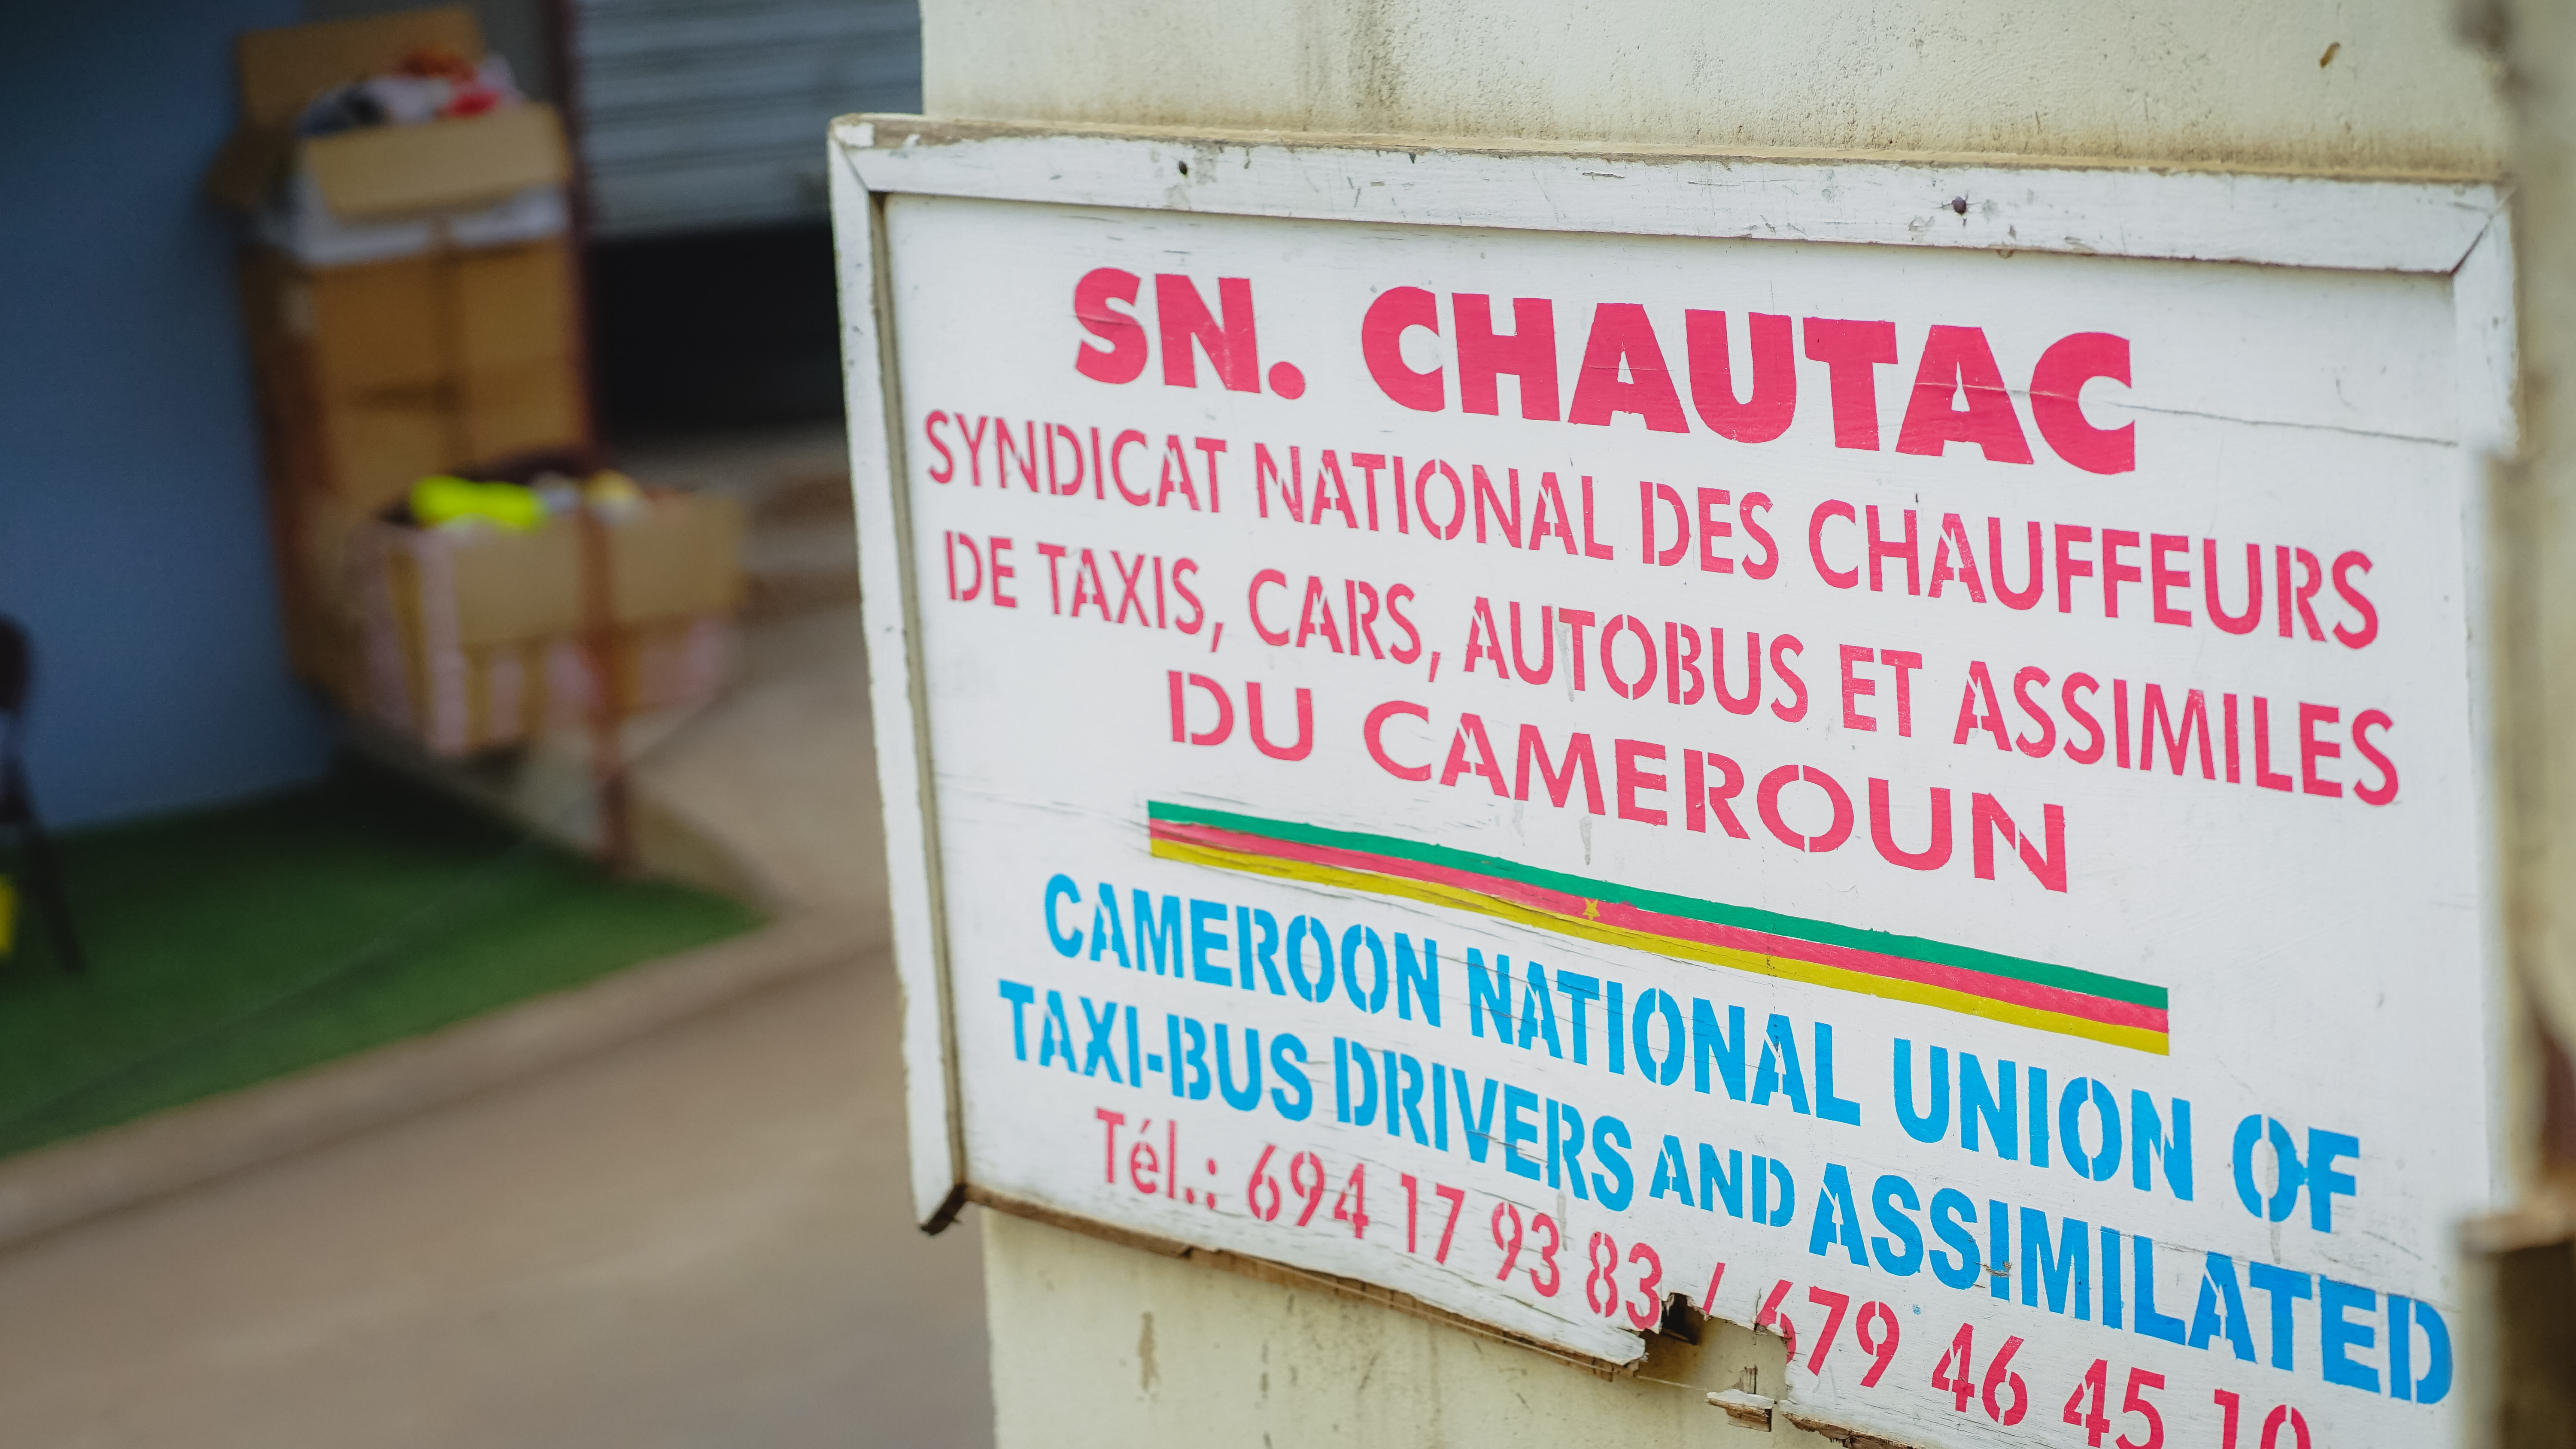 SN. CHAUTAC
SYNDICAT NATIONAL DES CHAUFFEURS
DE TAXIS, CARS, AUTOBUS ET ASSIMILES
DU CAMEROUN
CAMEROON NATIONAL UNION OF
TAXI-BUS DRIVERS AND ASSIMILATED
Tél.: 694 17 93 83 / 679 46 45 10